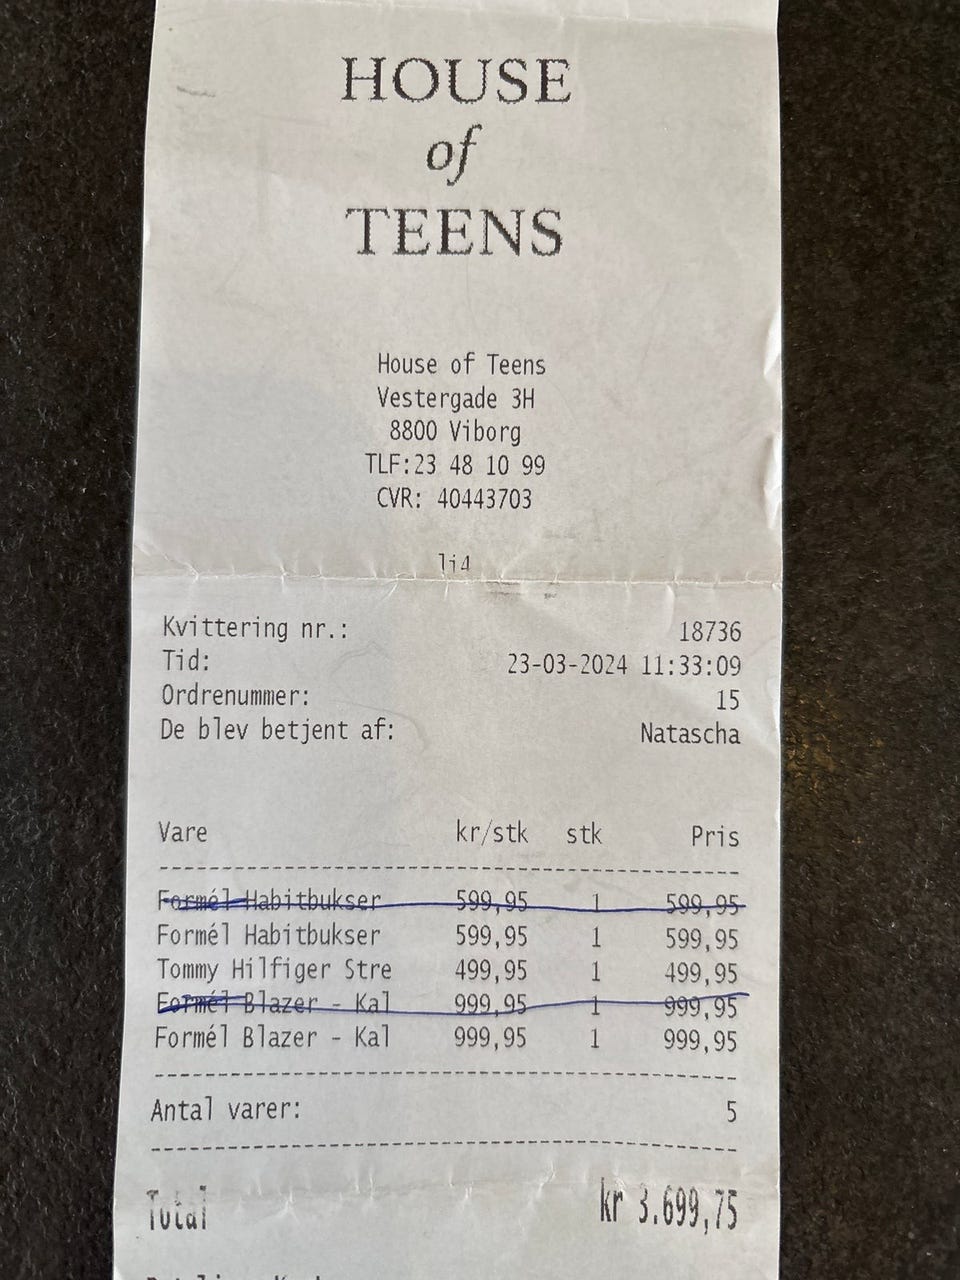 HOUSE
of
TEENS
House of Teens
Vestergade 3H
8800 Viborg
TLF:23 48 10 99
CVR: 40443703
Kvittering nr.: 18736
Tid: 23-03-2024 11:33:09
Ordrenummer: 15
De blev betjent af: Natascha
Vare kr/stk stk Pris
Formél Habitbukser 599,95 1 599,95
Formél Habitbukser 599,95 1 599,95
Tommy Hilfiger Stre 499,95 1 499,95
Formél Blazer - Kal 999,95 1 999,95
Formél Blazer - Kal 999,95 1 999,95
Antal varer: 5
Total kr 3.699,75